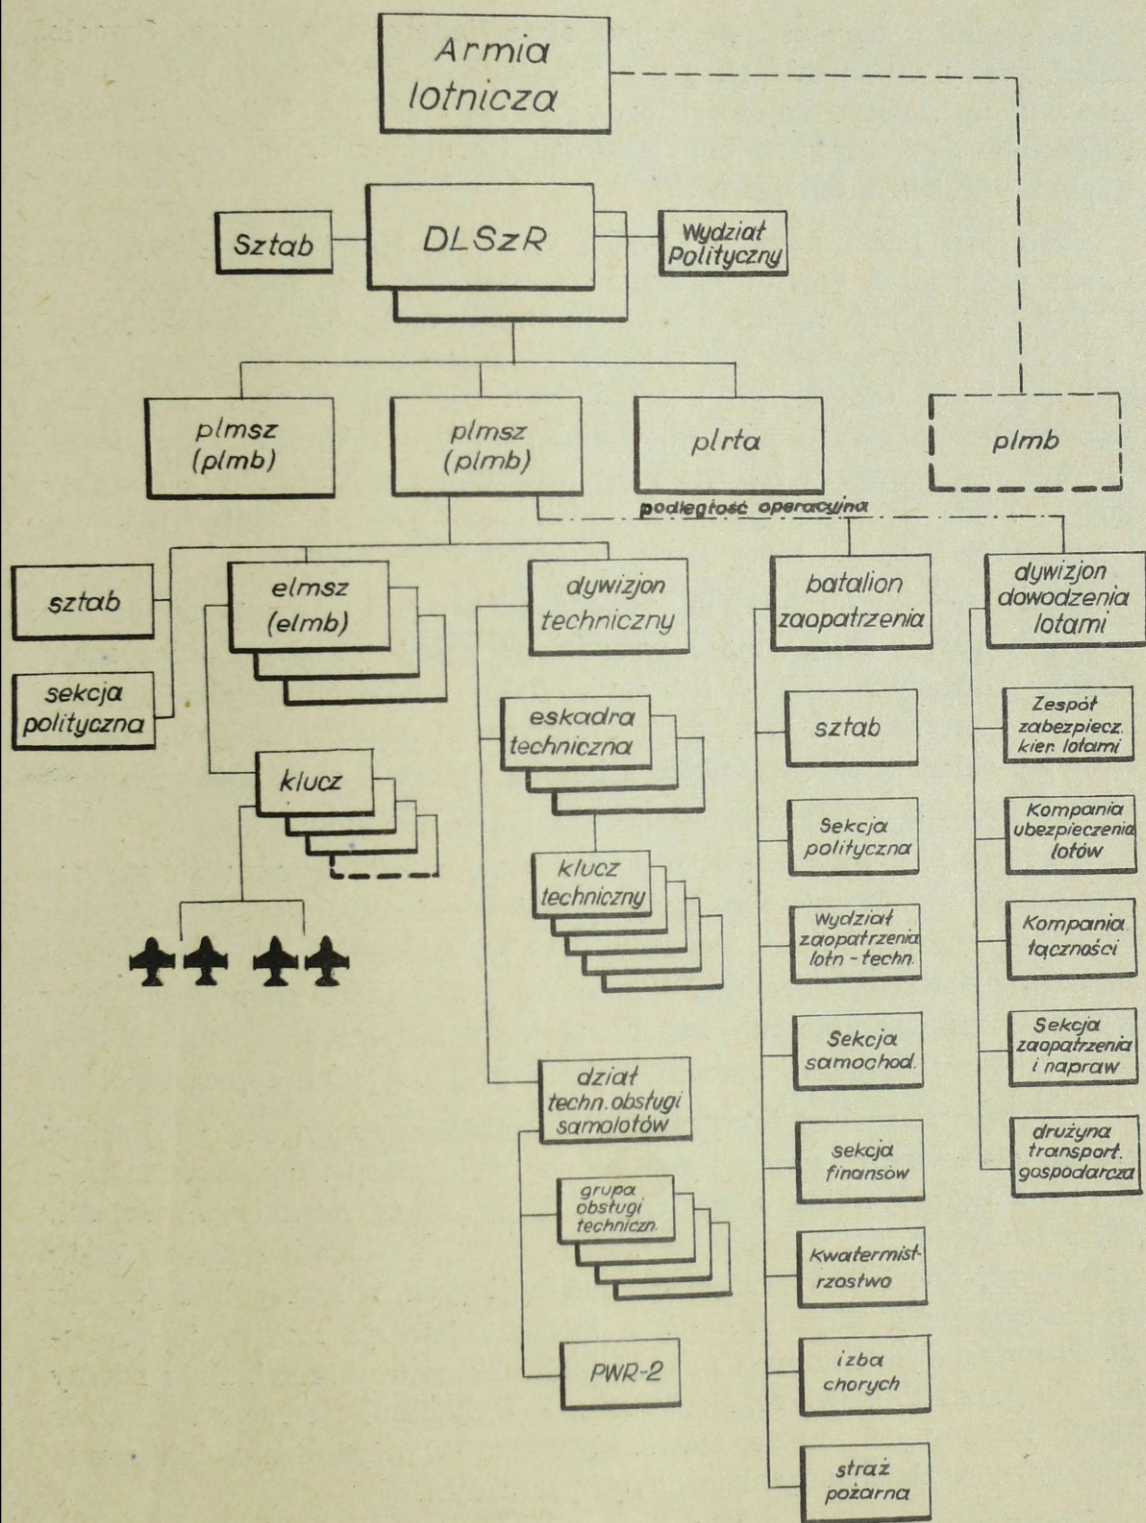 Armia
lotnicza
Sztab
DLSzR
Wydział
Polityczny
plmsz
(plmb)
plmsz
(plmb)
plrta
plmb
podległość operacyjna
sztab
sekcja
polityczna
elmsz
(elmb)
klucz
dywizjon
techniczny
eskadra
techniczna
klucz
techniczny
dział
techn. obsługi
samolotów
grupa
obsługi
techniczn.
PWR-2
batalion
zaopatrzenia
sztab
Sekcja
polityczna
Wydział
zaopatrzenia
lotn-techn.
Sekcja
samochod.
sekcja
finansów
kwatermist-
rzostwo
izba
chorych
straż
pożarna
dywizjon
dowodzenia
lotami
Zespół
zabezpiecz.
kier. lotami
Kompania
ubezpieczenia
lotów
Kompania
łączności
Sekcja
zaopatrzenia
i napraw
drużyna
transport.
gospodarcza